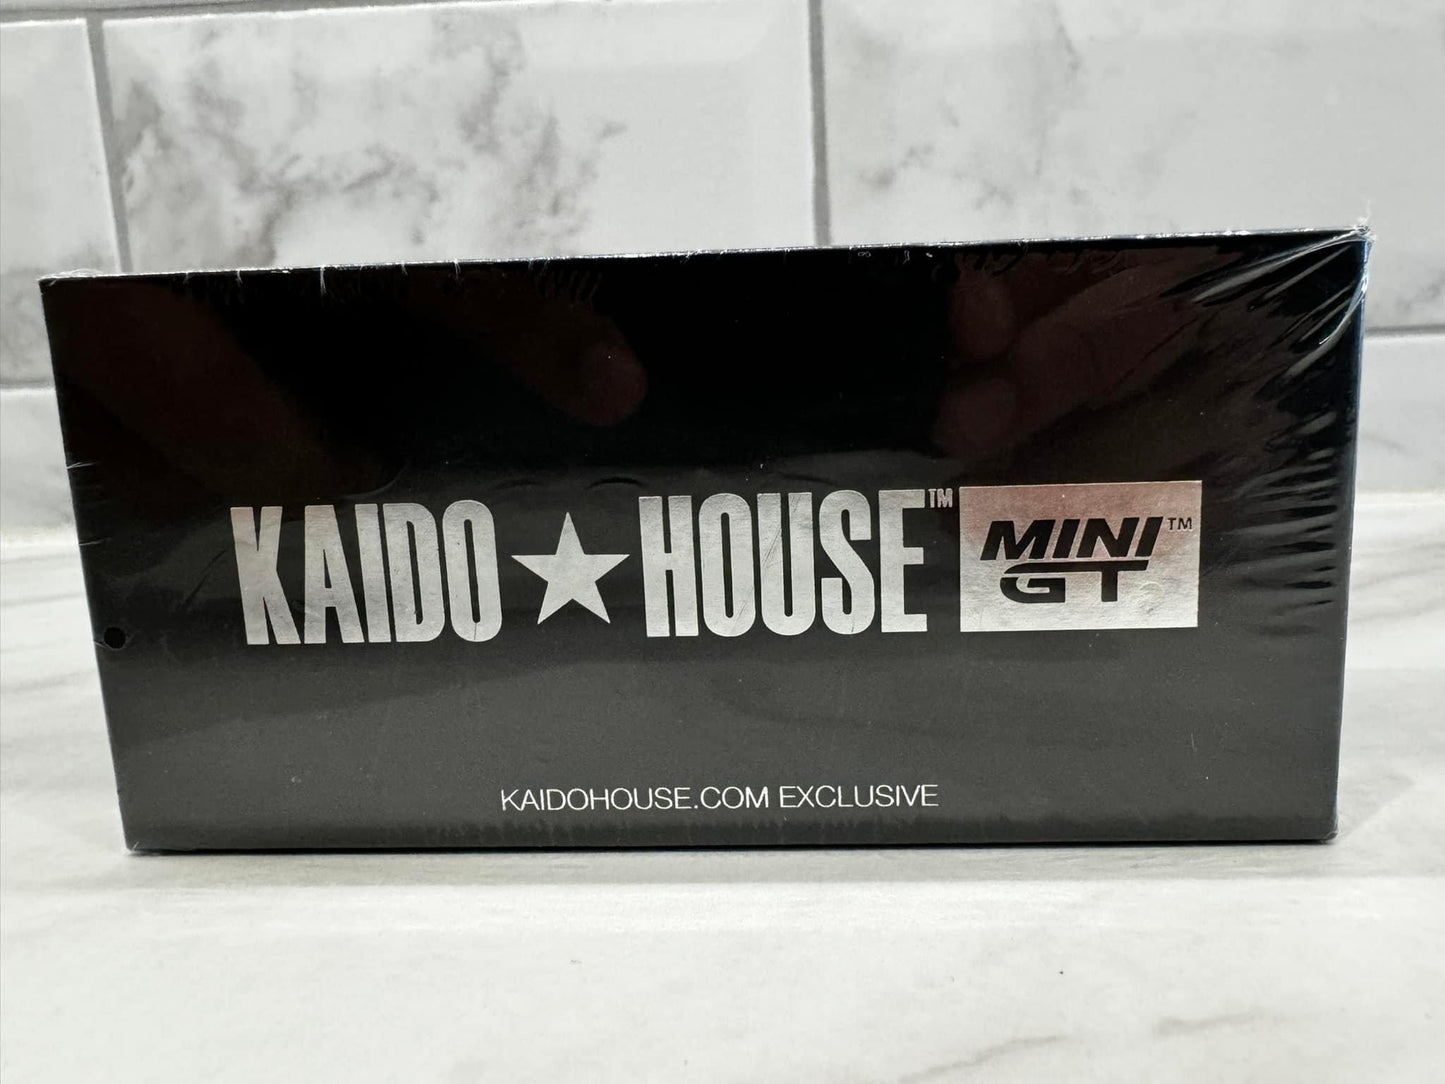 KAIDO★HOUSE™ MINI GT™
KAIDOHOUSE.COM EXCLUSIVE